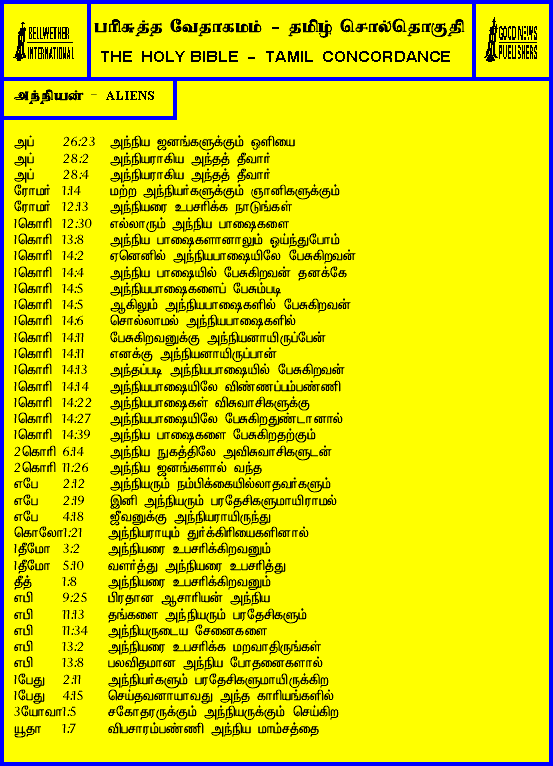 BELLWETHER
INTERNATIONAL
பரிசுத்த வேதாகமம் - தமிழ் சொல்தொகுதி
THE HOLY BIBLE - TAMIL CONCORDANCE
GOOD NEWS
PUBLISHERS
அந்நியன் - ALIENS
அப் 26:23 அந்நிய ஜனங்களுக்கும் ஒளியை
அப் 28:2 அந்நியராகிய அந்தத் தீவார்
அப் 28:4 அந்நியராகிய அந்தத் தீவார்
ரோமர் 1:14 மற்ற அந்நியர்களுக்கும் ஞானிகளுக்கும்
ரோமர் 12:13 அந்நியரை உபசரிக்க நாடுங்கள்
1கொரி 12:30 எல்லாரும் அந்நிய பாஷைகளை
1கொரி 13:8 அந்நிய பாஷைகளானாலும் ஓய்ந்துபோம்
1கொரி 14:2 ஏனெனில் அந்நியபாஷையிலே பேசுகிறவன்
1கொரி 14:4 அந்நிய பாஷையில் பேசுகிறவன் தனக்கே
1கொரி 14:5 அந்நியபாஷைகளைப் பேசும்படி
1கொரி 14:5 ஆகிலும் அந்நியபாஷைகளில் பேசுகிறவன்
1கொரி 14:6 சொல்லாமல் அந்நியபாஷைகளில்
1கொரி 14:11 பேசுகிறவனுக்கு அந்நியனாயிருப்பேன்
1கொரி 14:11 எனக்கு அந்நியனாயிருப்பான்
1கொரி 14:13 அந்தப்படி அந்நியபாஷையில் பேசுகிறவன்
1கொரி 14:14 அந்நியபாஷையிலே விண்ணப்பம்பண்ணி
1கொரி 14:22 அந்நியபாஷைகள் விசுவாசிகளுக்கு
1கொரி 14:27 அந்நியபாஷையிலே பேசுகிறதுண்டானால்
1கொரி 14:39 அந்நிய பாஷைகளை பேசுகிறதற்கும்
2கொரி 6:14 அந்நிய நுகத்திலே அவிசுவாசிகளுடன்
2கொரி 11:26 அந்நிய ஜனங்களால் வந்த
எபே 2:12 அந்நியரும் நம்பிக்கையில்லாதவர்களும்
எபே 2:19 இனி அந்நியரும் பரதேசிகளுமாயிராமல்
எபே 4:18 ஜீவனுக்கு அந்நியராயிருந்து
கொலோ1:21 அந்நியராயும் துர்க்கிரியைகளினால்
1தீமோ 3:2 அந்நியரை உபசரிக்கிறவனும்
1தீமோ 5:10 வளர்த்து அந்நியரை உபசரித்து
தீத் 1:8 அந்நியரை உபசரிக்கிறவனும்
எபி 9:25 பிரதான ஆசாரியன் அந்நிய
எபி 11:13 தங்களை அந்நியரும் பரதேசிகளும்
எபி 11:34 அந்நியருடைய சேனைகளை
எபி 13:2 அந்நியரை உபசரிக்க மறவாதிருங்கள்
எபி 13:8 பலவிதமான அந்நிய போதனைகளால்
1பேது 2:11 அந்நியர்களும் பரதேசிகளுமாயிருக்கிற
1பேது 4:15 செய்தவனாயாவது அந்த காரியங்களில்
3யோவா1:5 சகோதரருக்கும் அந்நியருக்கும் செய்கிற
யூதா 1:7 விபசாரம்பண்ணி அந்நிய மாம்சத்தை